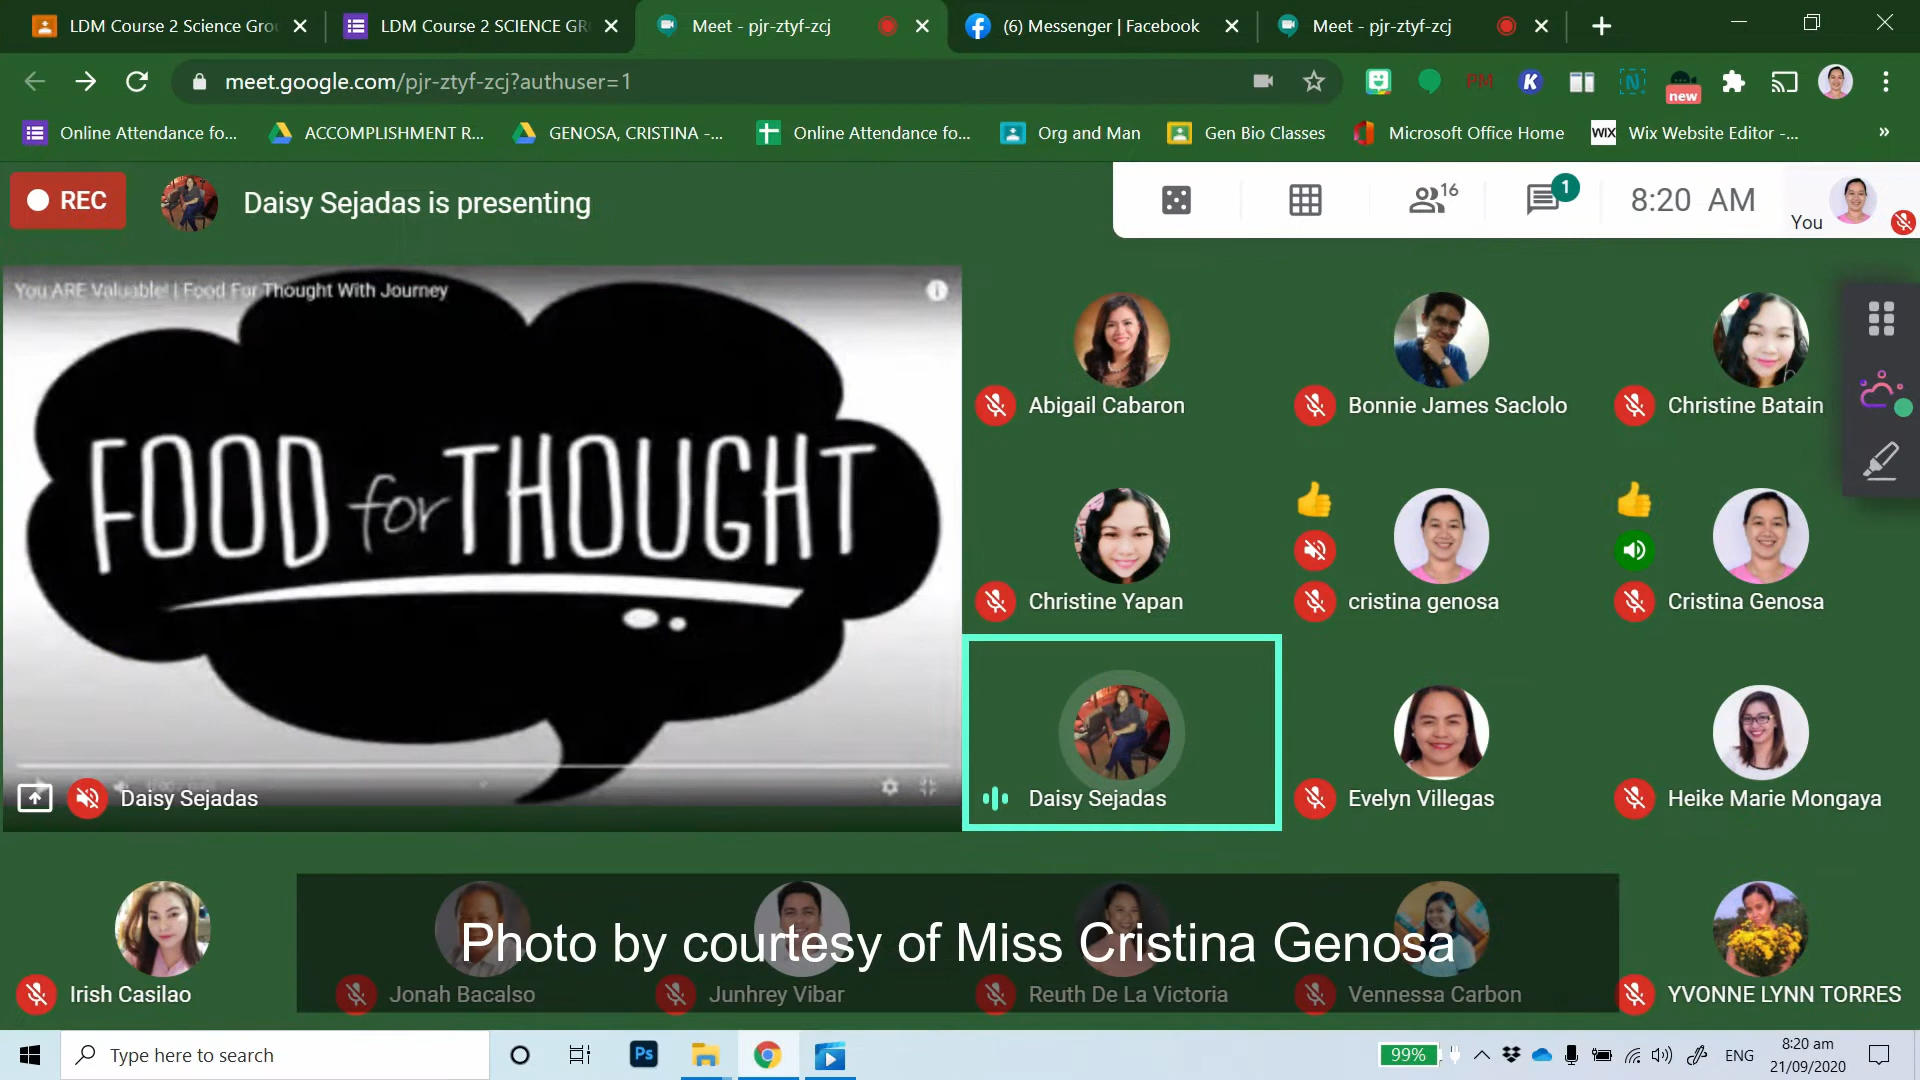 LDM Course 2 Science Gro
LDM Course 2 SCIENCE GR
Meet - pjr-ztyf-zcj
(6) Messenger | Facebook
Meet - pjr-ztyf-zcj
meet.google.com/pjr-ztyf-zcj?authuser=1
PM
K
N
new
Online Attendance fo...
ACCOMPLISHMENT R...
GENOSA, CRISTINA -...
Online Attendance fo...
Org and Man
Gen Bio Classes
Microsoft Office Home
WIX
Wix Website Editor -...
REC
Daisy Sejadas is presenting
16
1
8:20 AM
You
You ARE Valuable! | Food For Thought With Journey
FOOD for THOUGHT
Daisy Sejadas
Abigail Cabaron
Bonnie James Saclolo
Christine Batain
Christine Yapan
cristina genosa
Cristina Genosa
Daisy Sejadas
Evelyn Villegas
Heike Marie Mongaya
Photo by courtesy of Miss Cristina Genosa
Irish Casilao
Jonah Bacalso
Junhrey Vibar
Reuth De La Victoria
Vennessa Carbon
YVONNE LYNN TORRES
Type here to search
Ps
99%
ENG
8:20 am
21/09/2020